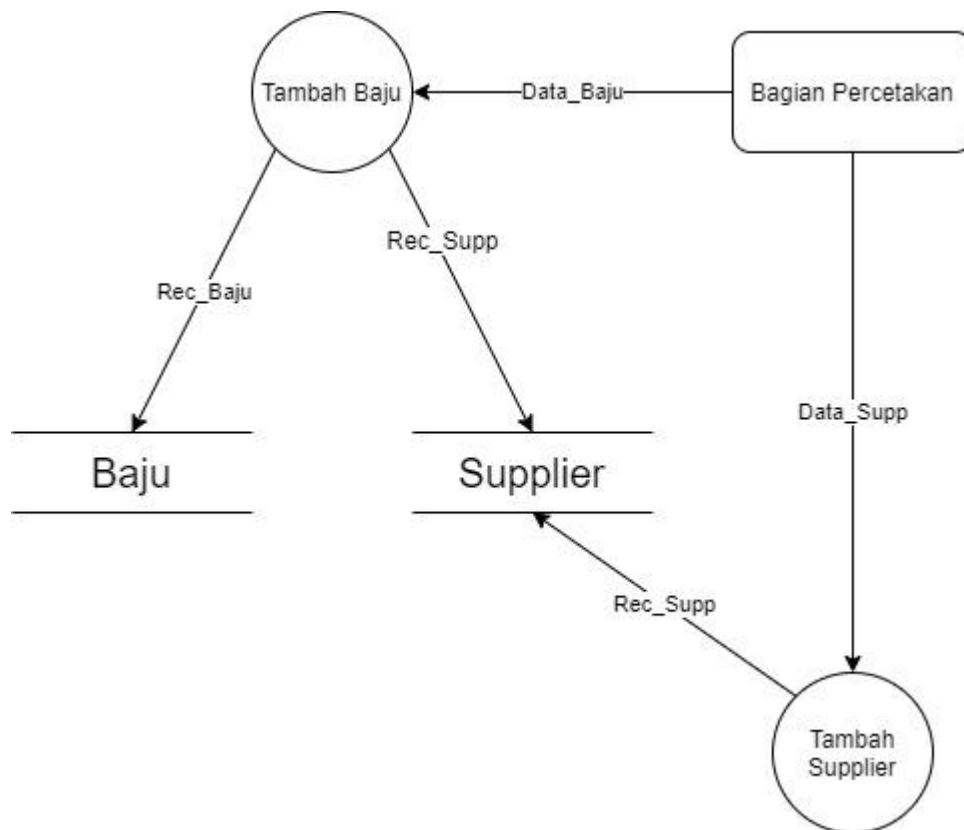 Tambah Baju
Data_Baju
Bagian Percetakan
Rec_Supp
Rec_Baju
Data_Supp
Baju
Supplier
Rec_Supp
Tambah
Supplier